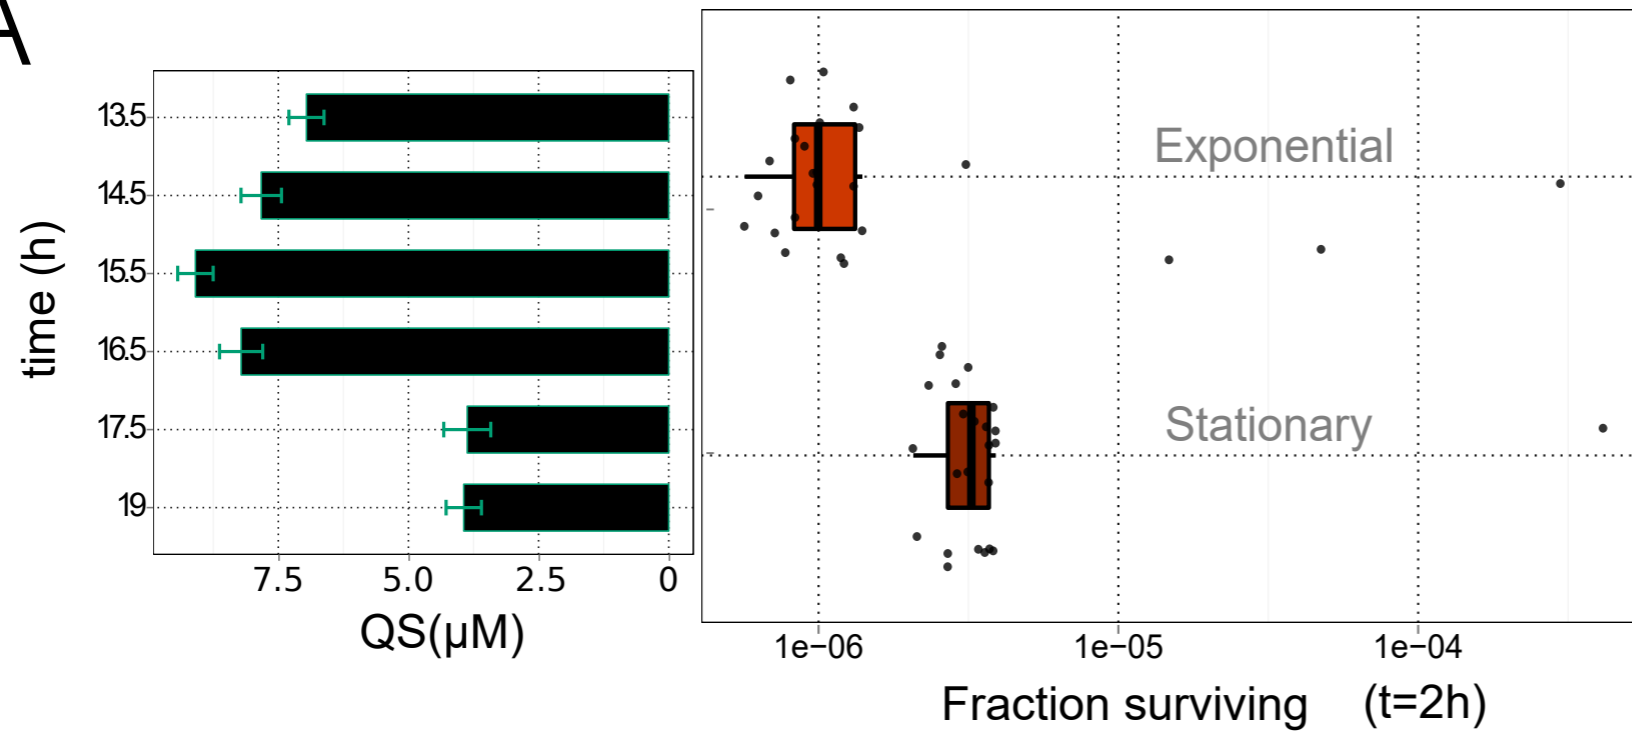 A
time (h)
13.5
14.5
15.5
16.5
17.5
19
7.5 5.0 2.5 0
QS(μM)
Exponential
Stationary
1e−06 1e−05 1e−04
Fraction surviving (t=2h)